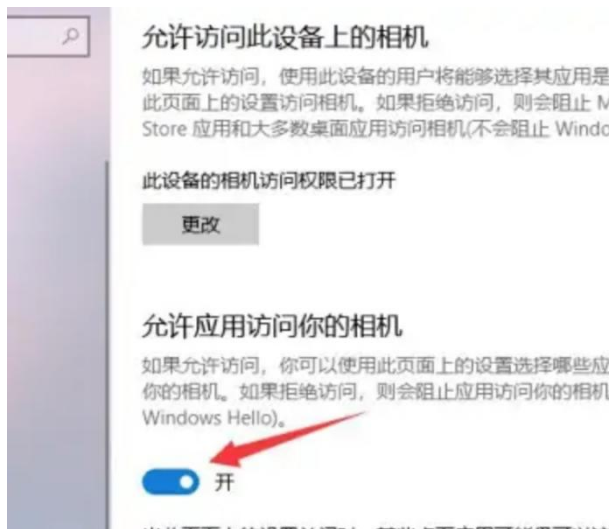 允许访问此设备上的相机
如果允许访问，使用此设备的用户将能够选择其应用是
此页面上的设置访问相机。如果拒绝访问，则会阻止 M
Store 应用和大多数桌面应用访问相机(不会阻止 Windo
此设备的相机访问权限已打开
更改
允许应用访问你的相机
如果允许访问，你可以使用此页面上的设置选择哪些应
你的相机。如果拒绝访问，则会阻止应用访问你的相机
Windows Hello)。
开